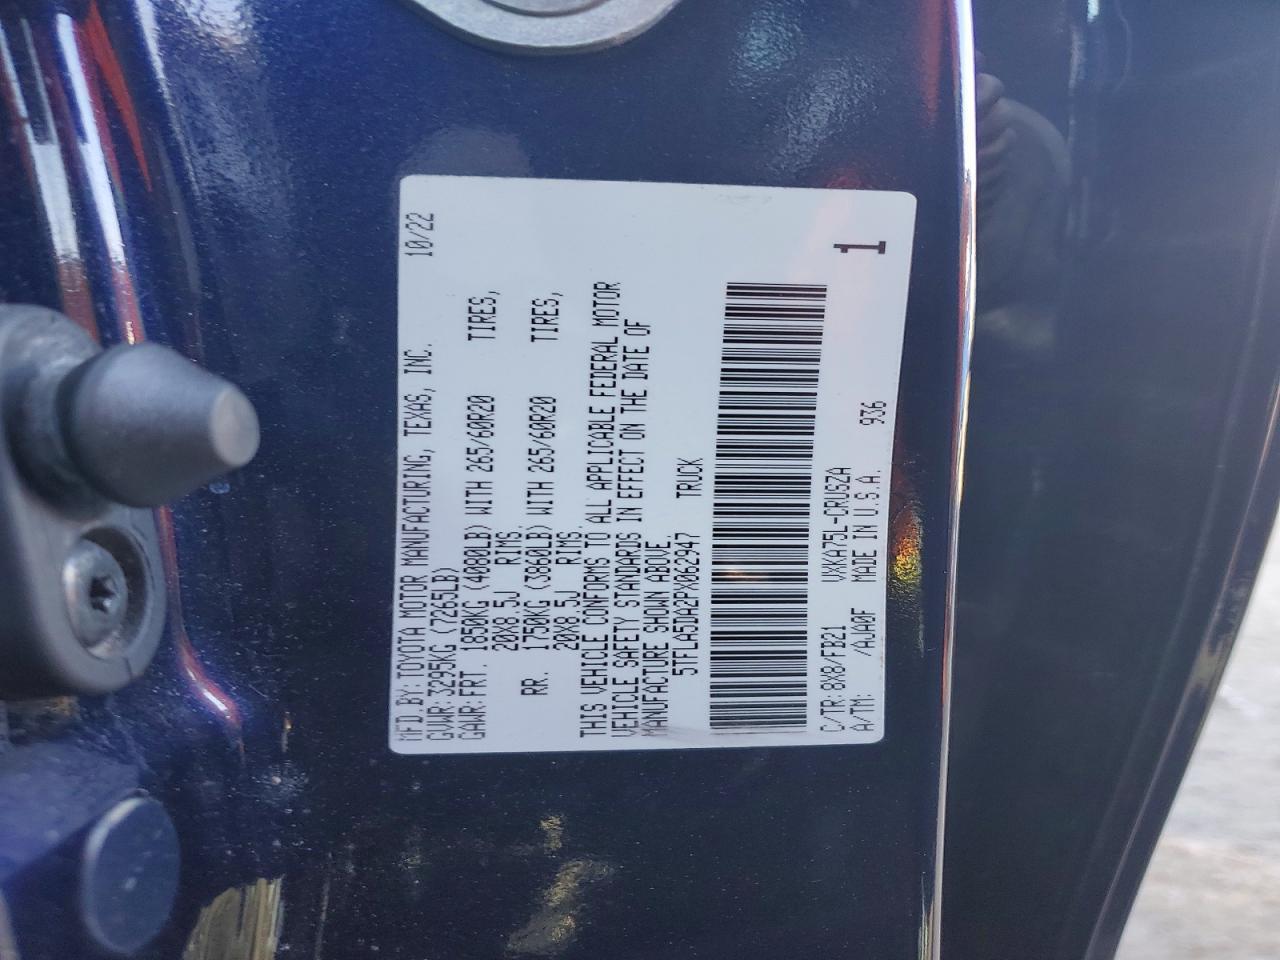 MFD.BY:TOYOTA MOTOR MANUFACTURING, TEXAS, INC. 10/22
GVWR:3295KG (7265LB)
GAWR:FRT. 1850KG (4080LB) WITH 265/60R20 TIRES,
20X8.5J RIMS
RR. 1750KG (3860LB) WITH 265/60R20 TIRES,
20X8.5J RIMS
THIS VEHICLE CONFORMS TO ALL APPLICABLE FEDERAL MOTOR
VEHICLE SAFETY STANDARDS IN EFFECT ON THE DATE OF
MANUFACTURE SHOWN ABOVE.
5TFLA5DA2PX062947 TRUCK
C/TR:8X8/FB21 VXKA75L-CRUSZA
A/TM: /AJA0F MADE IN U.S.A. 936 1